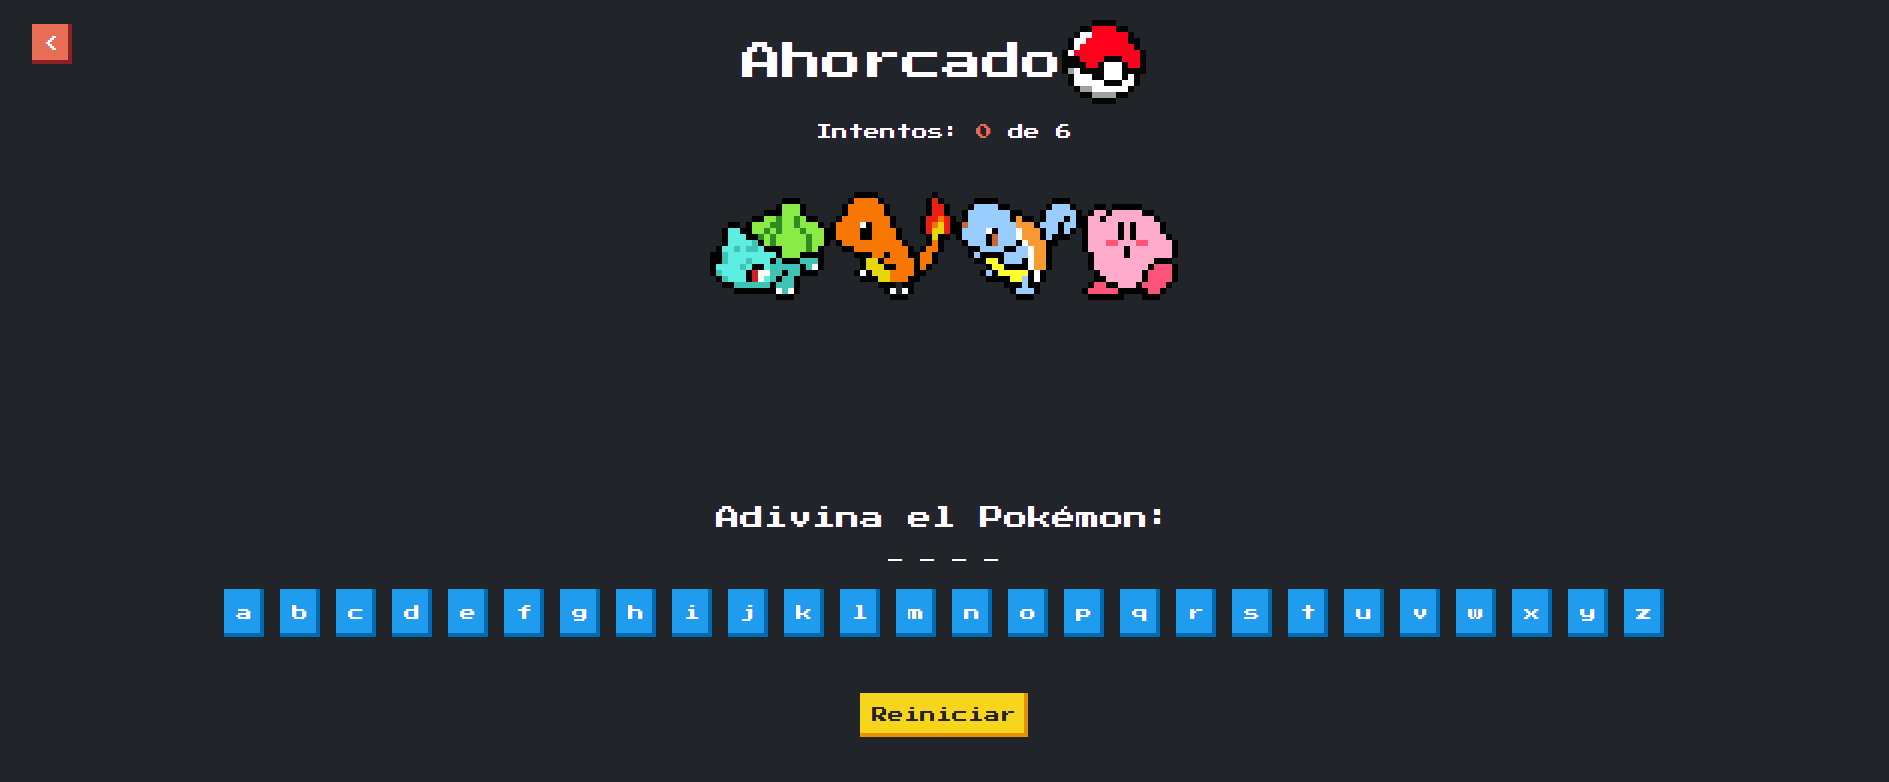 <
Ahorcado
Intentos: 0 de 6
Adivina el Pokémon:
_ _ _ _
a b c d e f g h i j k l m n o p q r s t u v w x y z
Reiniciar